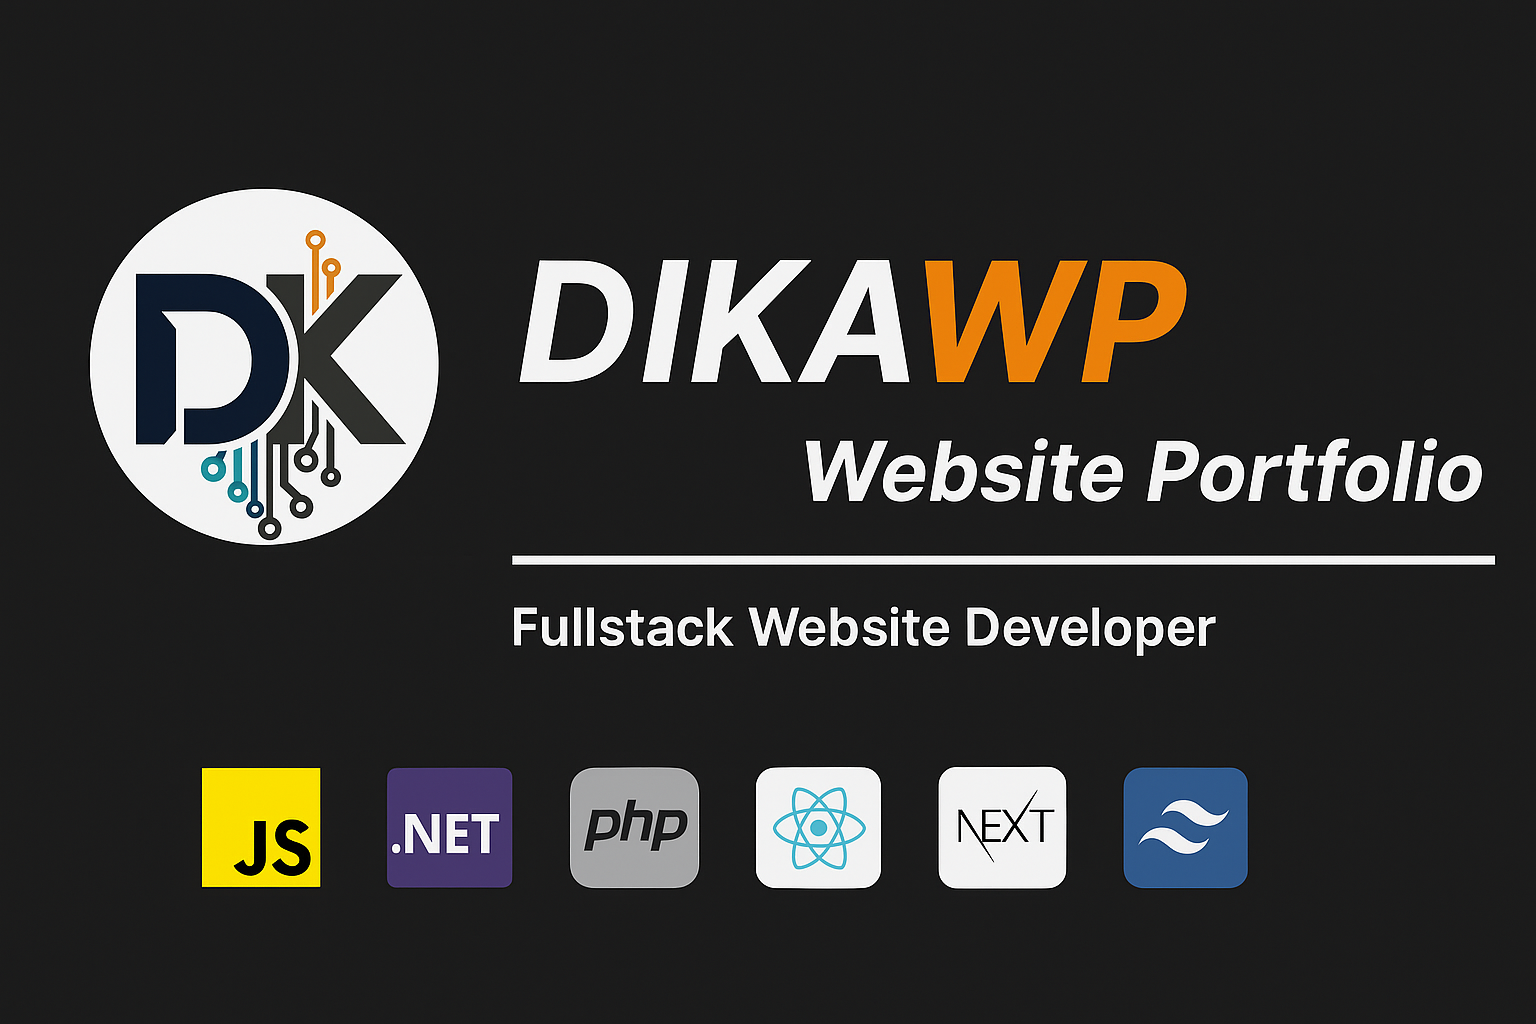 DK
DIKAWP
Website Portfolio
Fullstack Website Developer
JS
.NET
php
NEXT